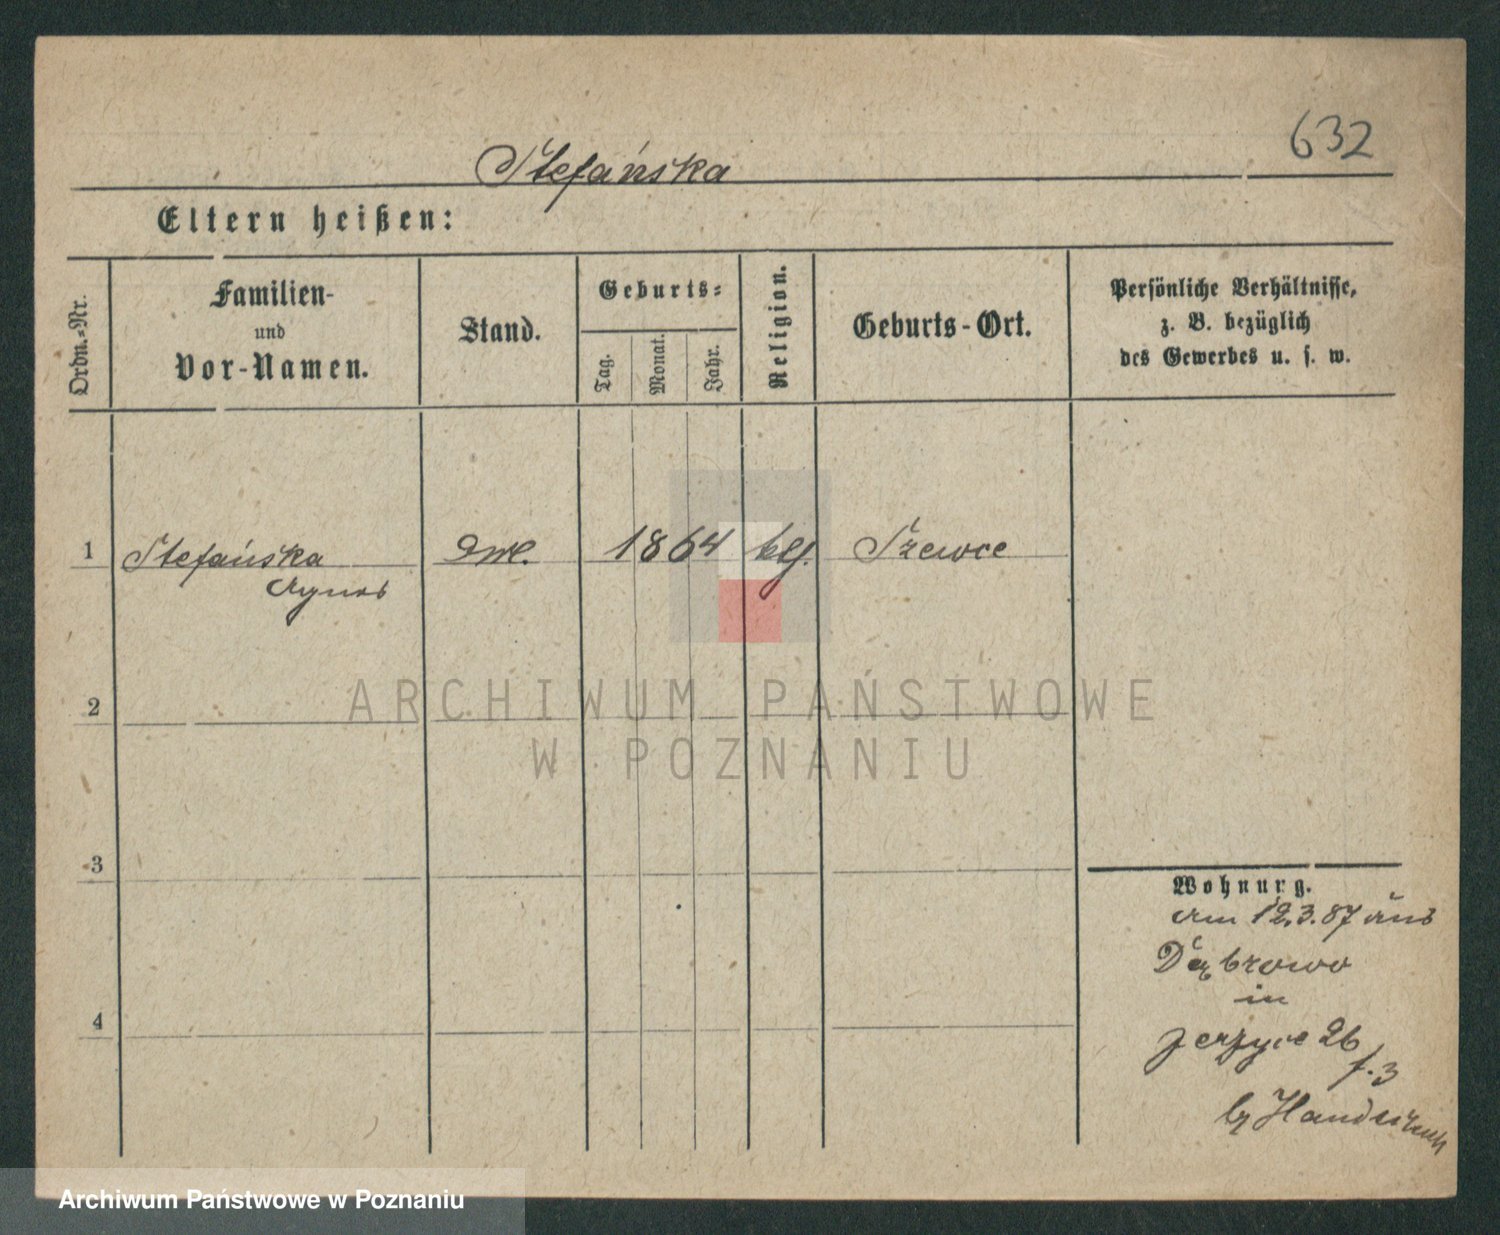 632
Stefańska
Eltern heißen:
Ordn.-Nr.
Familien-
und
Vor-Namen.
Stand.
Geburts-
Tag.
Monat.
Jahr.
Religion.
Geburts-Ort.
Persönliche Verhältnisse,
z. B. bezüglich
des Gewerbes u. s. w.
1 Stefańska 1864 Szewce
Agnes
2
3
4
Wohnung.
am 12.3.87 aus
Dąbrowo
in
Jerzyce 26
f. 3
ARCHIWUM PAŃSTWOWE
W POZNANIU
Archiwum Państwowe w Poznaniu